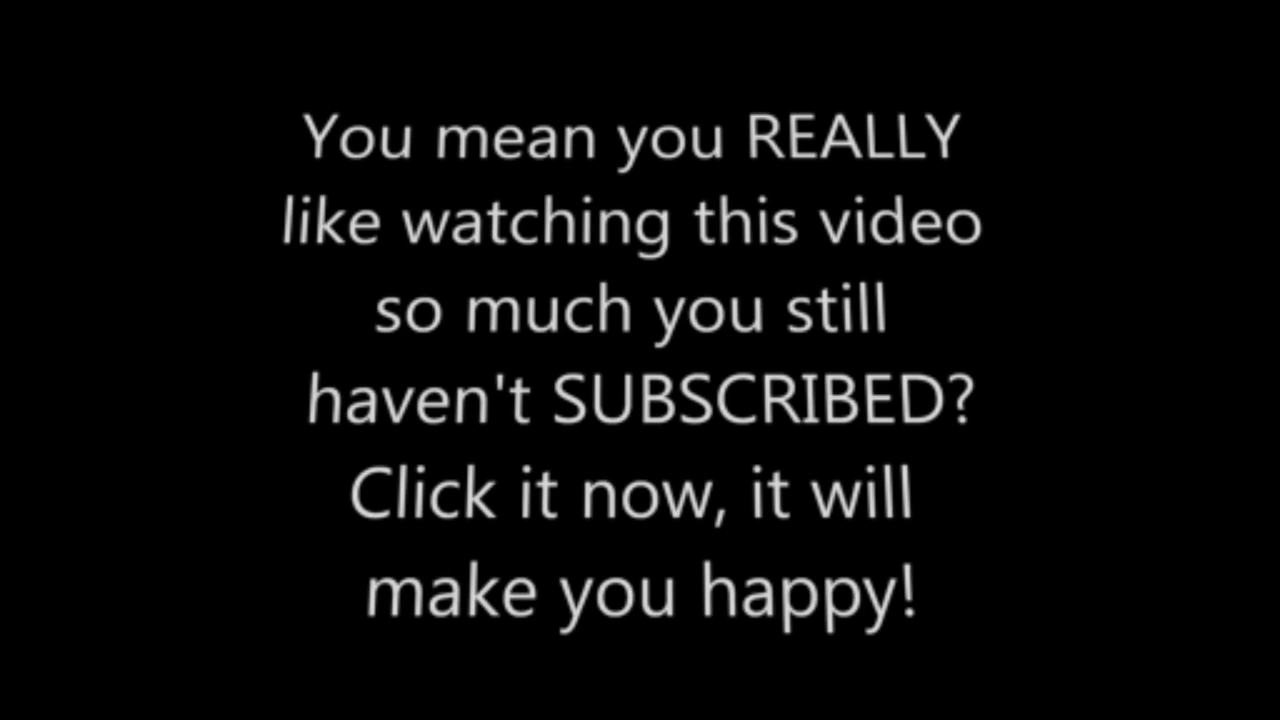 You mean you REALLY
like watching this video
so much you still
haven't SUBSCRIBED?
Click it now, it will
make you happy!